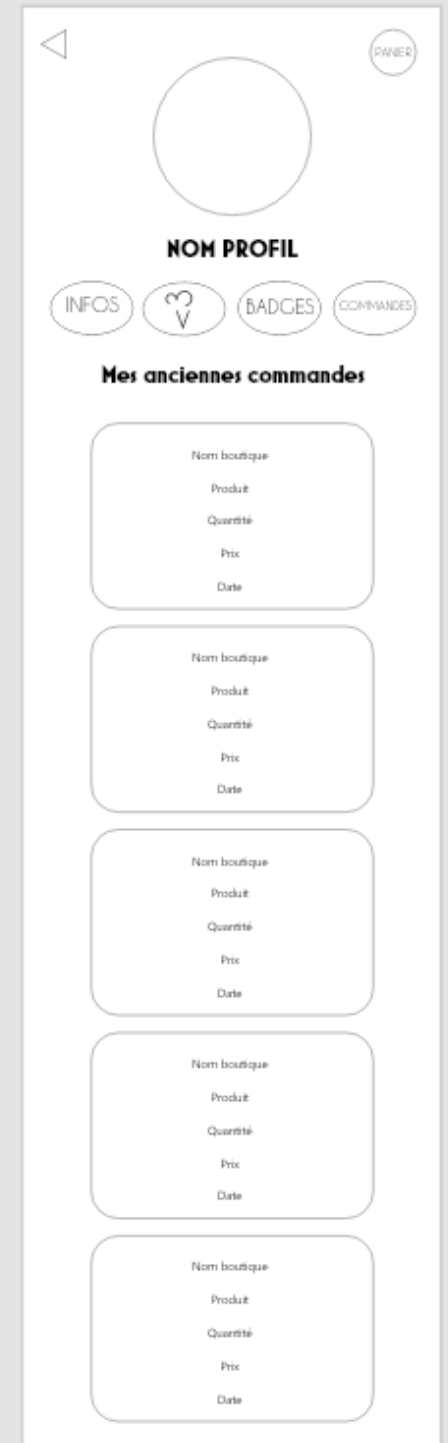 PANIER
NOM PROFIL
INFOS
<3
BADGES
COMMANDES
Mes anciennes commandes
Nom boutique
Produit
Quantité
Prix
Date
Nom boutique
Produit
Quantité
Prix
Date
Nom boutique
Produit
Quantité
Prix
Date
Nom boutique
Produit
Quantité
Prix
Date
Nom boutique
Produit
Quantité
Prix
Date